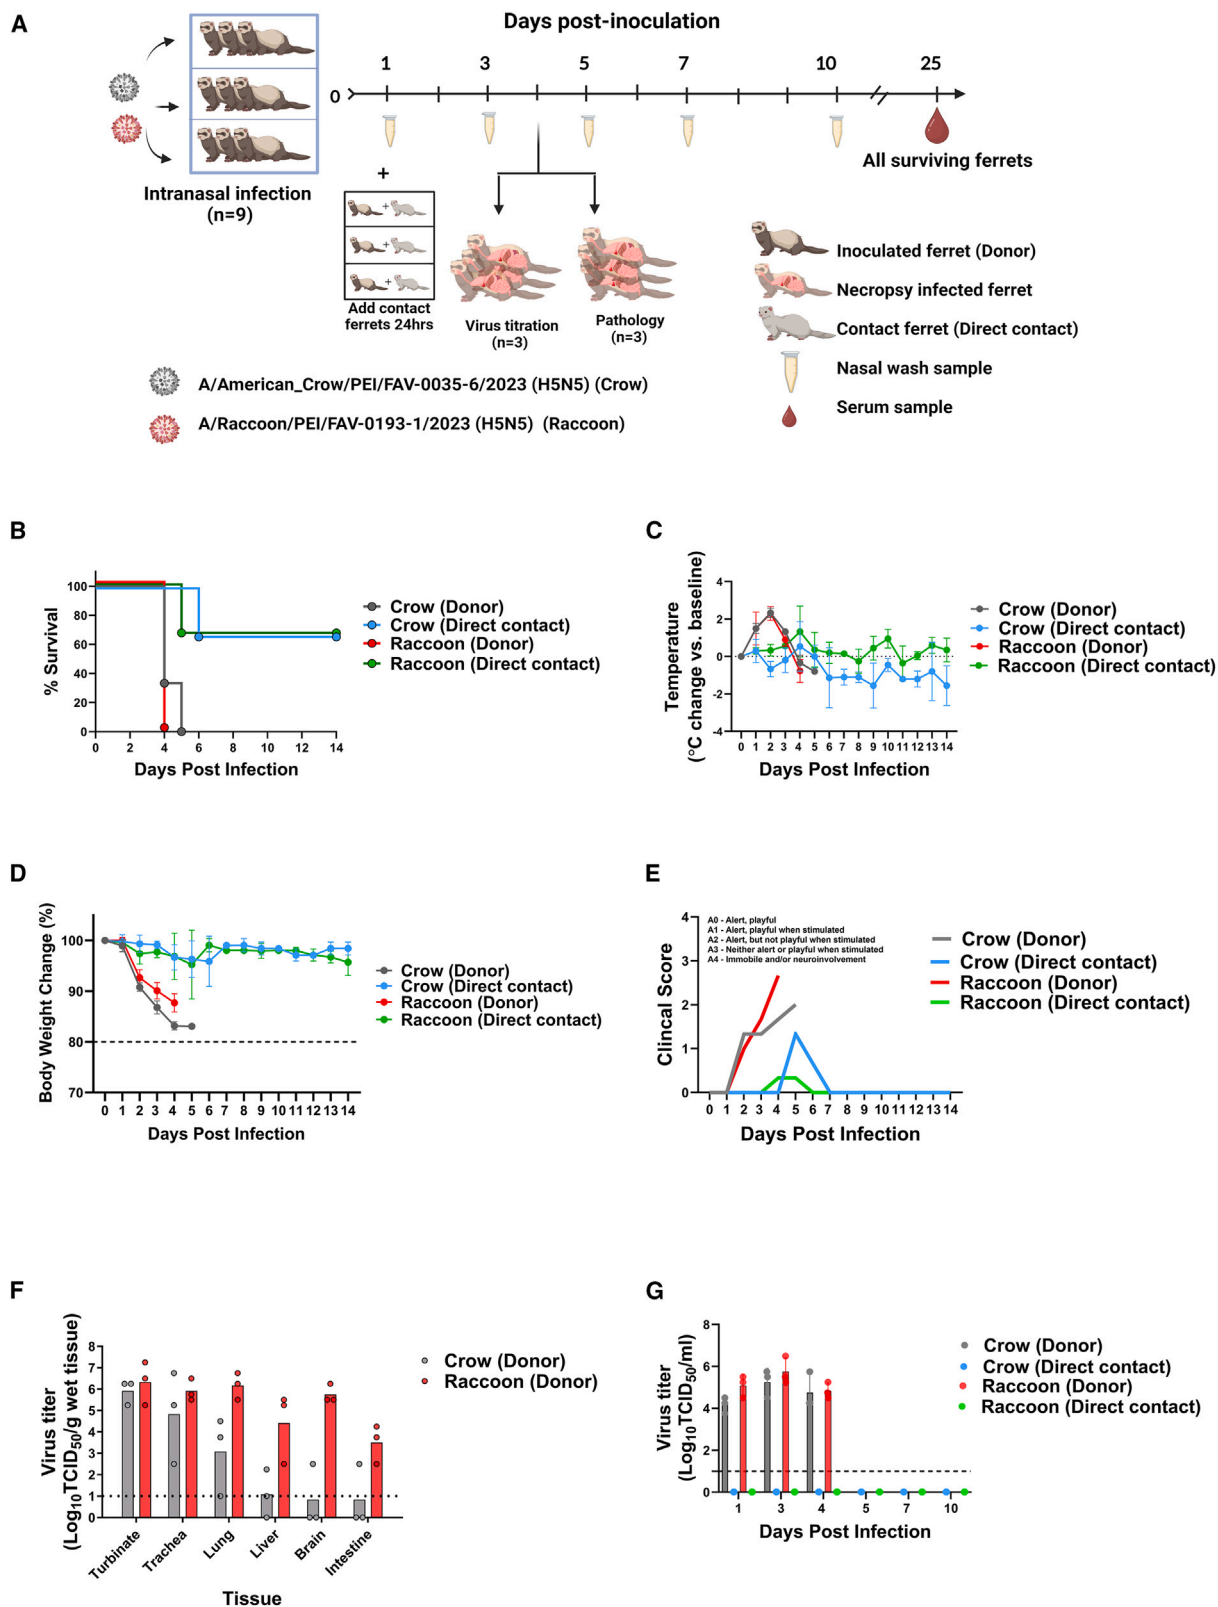 A
Days post-inoculation
0
1
3
5
7
10
25
Intranasal infection
(n=9)
+
+
+
+
Add contact
ferrets 24hrs
Virus titration
(n=3)
Pathology
(n=3)
All surviving ferrets
Inoculated ferret (Donor)
Necropsy infected ferret
Contact ferret (Direct contact)
Nasal wash sample
Serum sample
A/American_Crow/PEI/FAV-0035-6/2023 (H5N5) (Crow)
A/Raccoon/PEI/FAV-0193-1/2023 (H5N5) (Raccoon)
B
% Survival
100
80
60
40
20
0
0 2 4 6 8 10 12 14
Days Post Infection
Crow (Donor)
Crow (Direct contact)
Raccoon (Donor)
Raccoon (Direct contact)
C
Temperature
(°C change vs. baseline)
4
2
0
-2
-4
0 1 2 3 4 5 6 7 8 9 10 11 12 13 14
Days Post Infection
Crow (Donor)
Crow (Direct contact)
Raccoon (Donor)
Raccoon (Direct contact)
D
Body Weight Change (%)
100
90
80
70
0 1 2 3 4 5 6 7 8 9 10 11 12 13 14
Days Post Infection
Crow (Donor)
Crow (Direct contact)
Raccoon (Donor)
Raccoon (Direct contact)
E
Clincal Score
4
3
2
1
0
A0 - Alert, playful
A1 - Alert, playful when stimulated
A2 - Alert, but not playful when stimulated
A3 - Neither alert or playful when stimulated
A4 - Immobile and/or neuroinvolvement
0 1 2 3 4 5 6 7 8 9 10 11 12 13 14
Days Post Infection
Crow (Donor)
Crow (Direct contact)
Raccoon (Donor)
Raccoon (Direct contact)
F
Virus titer
(Log10TCID50/g wet tissue)
8
7
6
5
4
3
2
1
0
Turbinate
Trachea
Lung
Liver
Brain
Intestine
Tissue
Crow (Donor)
Raccoon (Donor)
G
Virus titer
(Log10TCID50/ml)
8
6
4
2
0
1 3 4 5 7 10
Days Post Infection
Crow (Donor)
Crow (Direct contact)
Raccoon (Donor)
Raccoon (Direct contact)